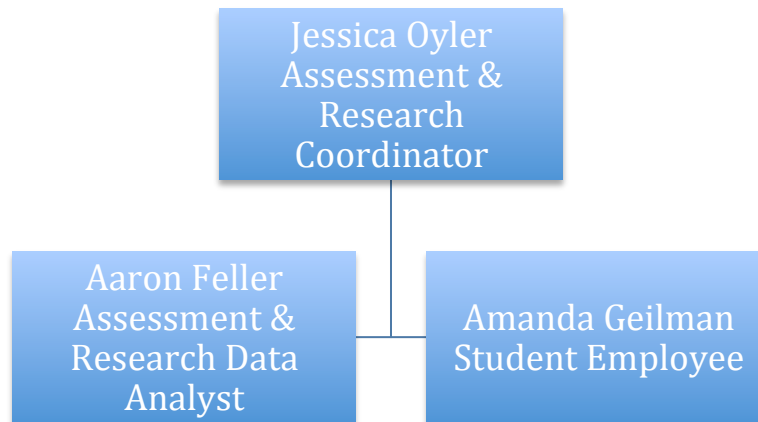 Jessica Oyler
Assessment &
Research
Coordinator
Aaron Feller
Assessment &
Research Data
Analyst
Amanda Geilman
Student Employee